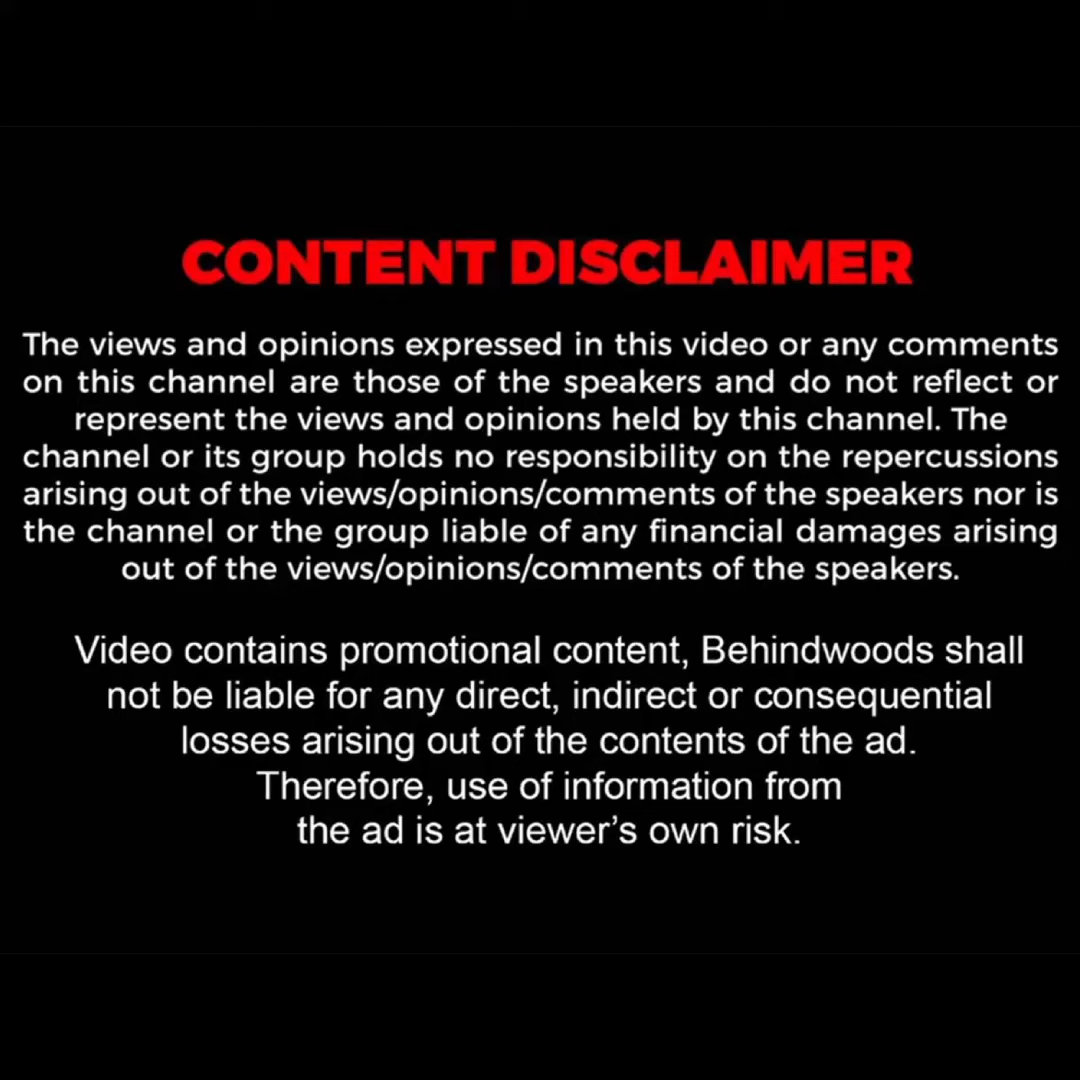 CONTENT DISCLAIMER
The views and opinions expressed in this video or any comments
on this channel are those of the speakers and do not reflect or
represent the views and opinions held by this channel. The
channel or its group holds no responsibility on the repercussions
arising out of the views/opinions/comments of the speakers nor is
the channel or the group liable of any financial damages arising
out of the views/opinions/comments of the speakers.
Video contains promotional content, Behindwoods shall
not be liable for any direct, indirect or consequential
losses arising out of the contents of the ad.
Therefore, use of information from
the ad is at viewer’s own risk.